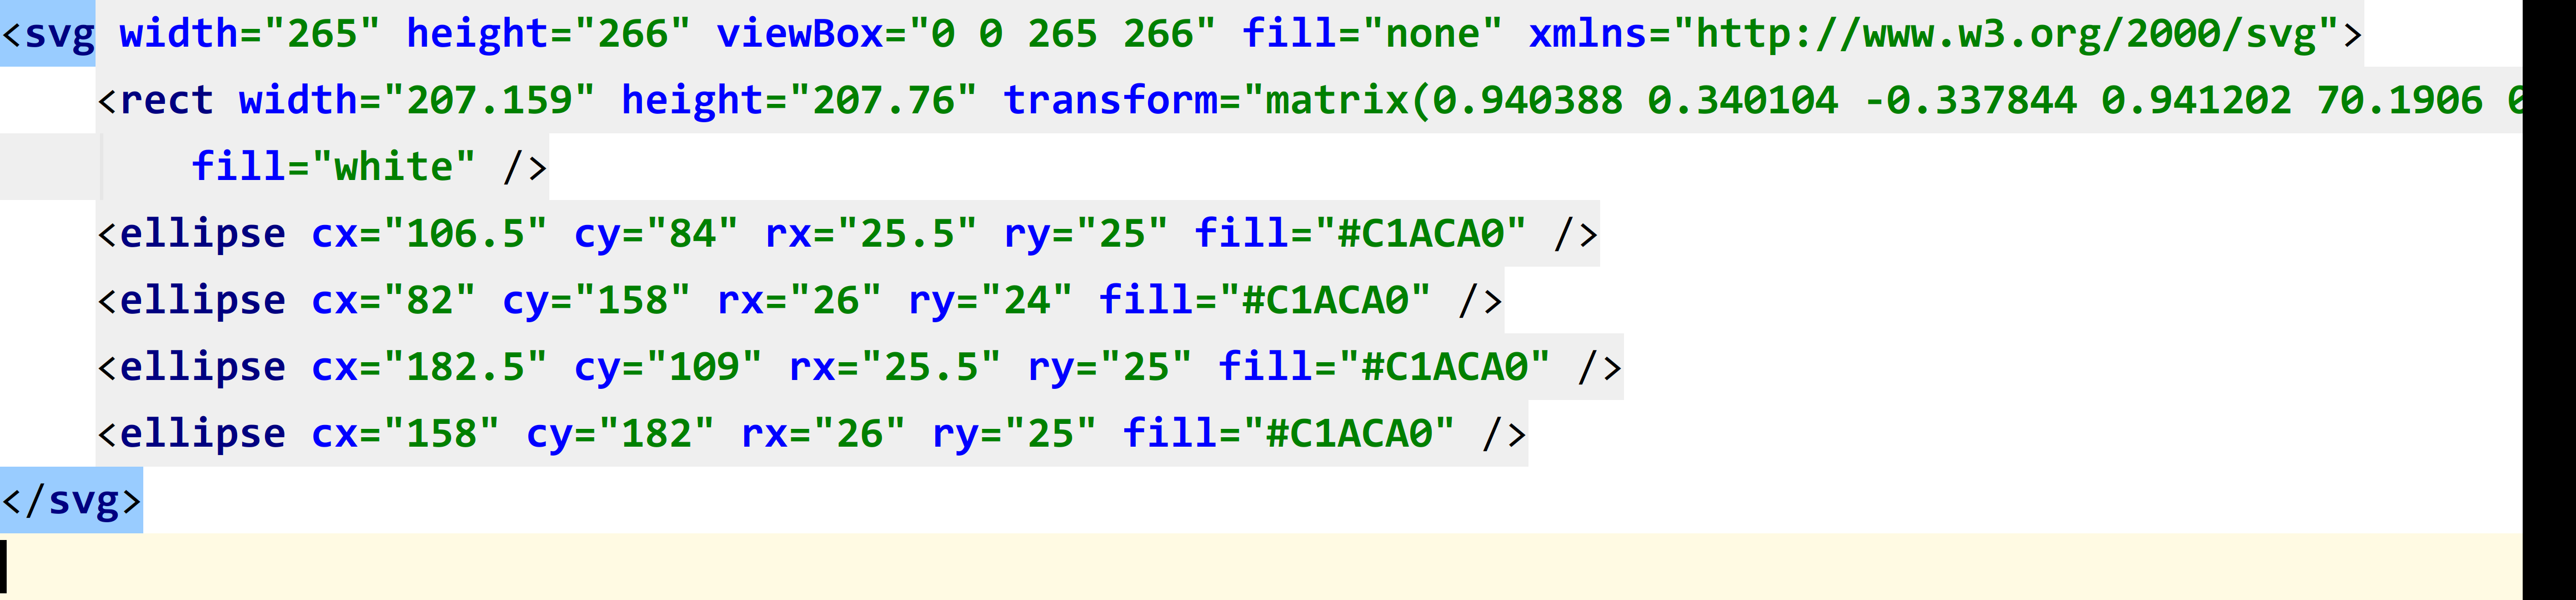 <svg width="265" height="266" viewBox="0 0 265 266" fill="none" xmlns="http://www.w3.org/2000/svg">
<rect width="207.159" height="207.76" transform="matrix(0.940388 0.340104 -0.337844 0.941202 70.1906
fill="white" />
<ellipse cx="106.5" cy="84" rx="25.5" ry="25" fill="#C1ACA0" />
<ellipse cx="82" cy="158" rx="26" ry="24" fill="#C1ACA0" />
<ellipse cx="182.5" cy="109" rx="25.5" ry="25" fill="#C1ACA0" />
<ellipse cx="158" cy="182" rx="26" ry="25" fill="#C1ACA0" />
</svg>